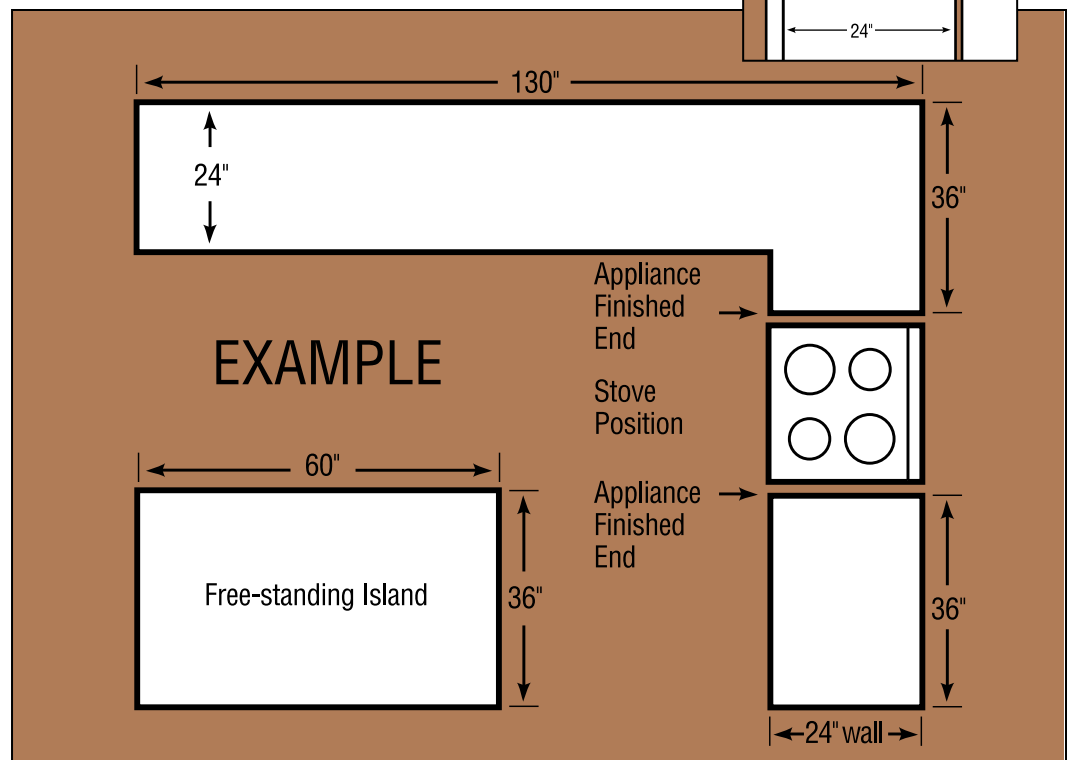 24"
130"
24"
36"
Appliance
Finished
End
EXAMPLE
Stove
Position
60"
Appliance
Finished
End
Free-standing Island
36"
36"
24" wall